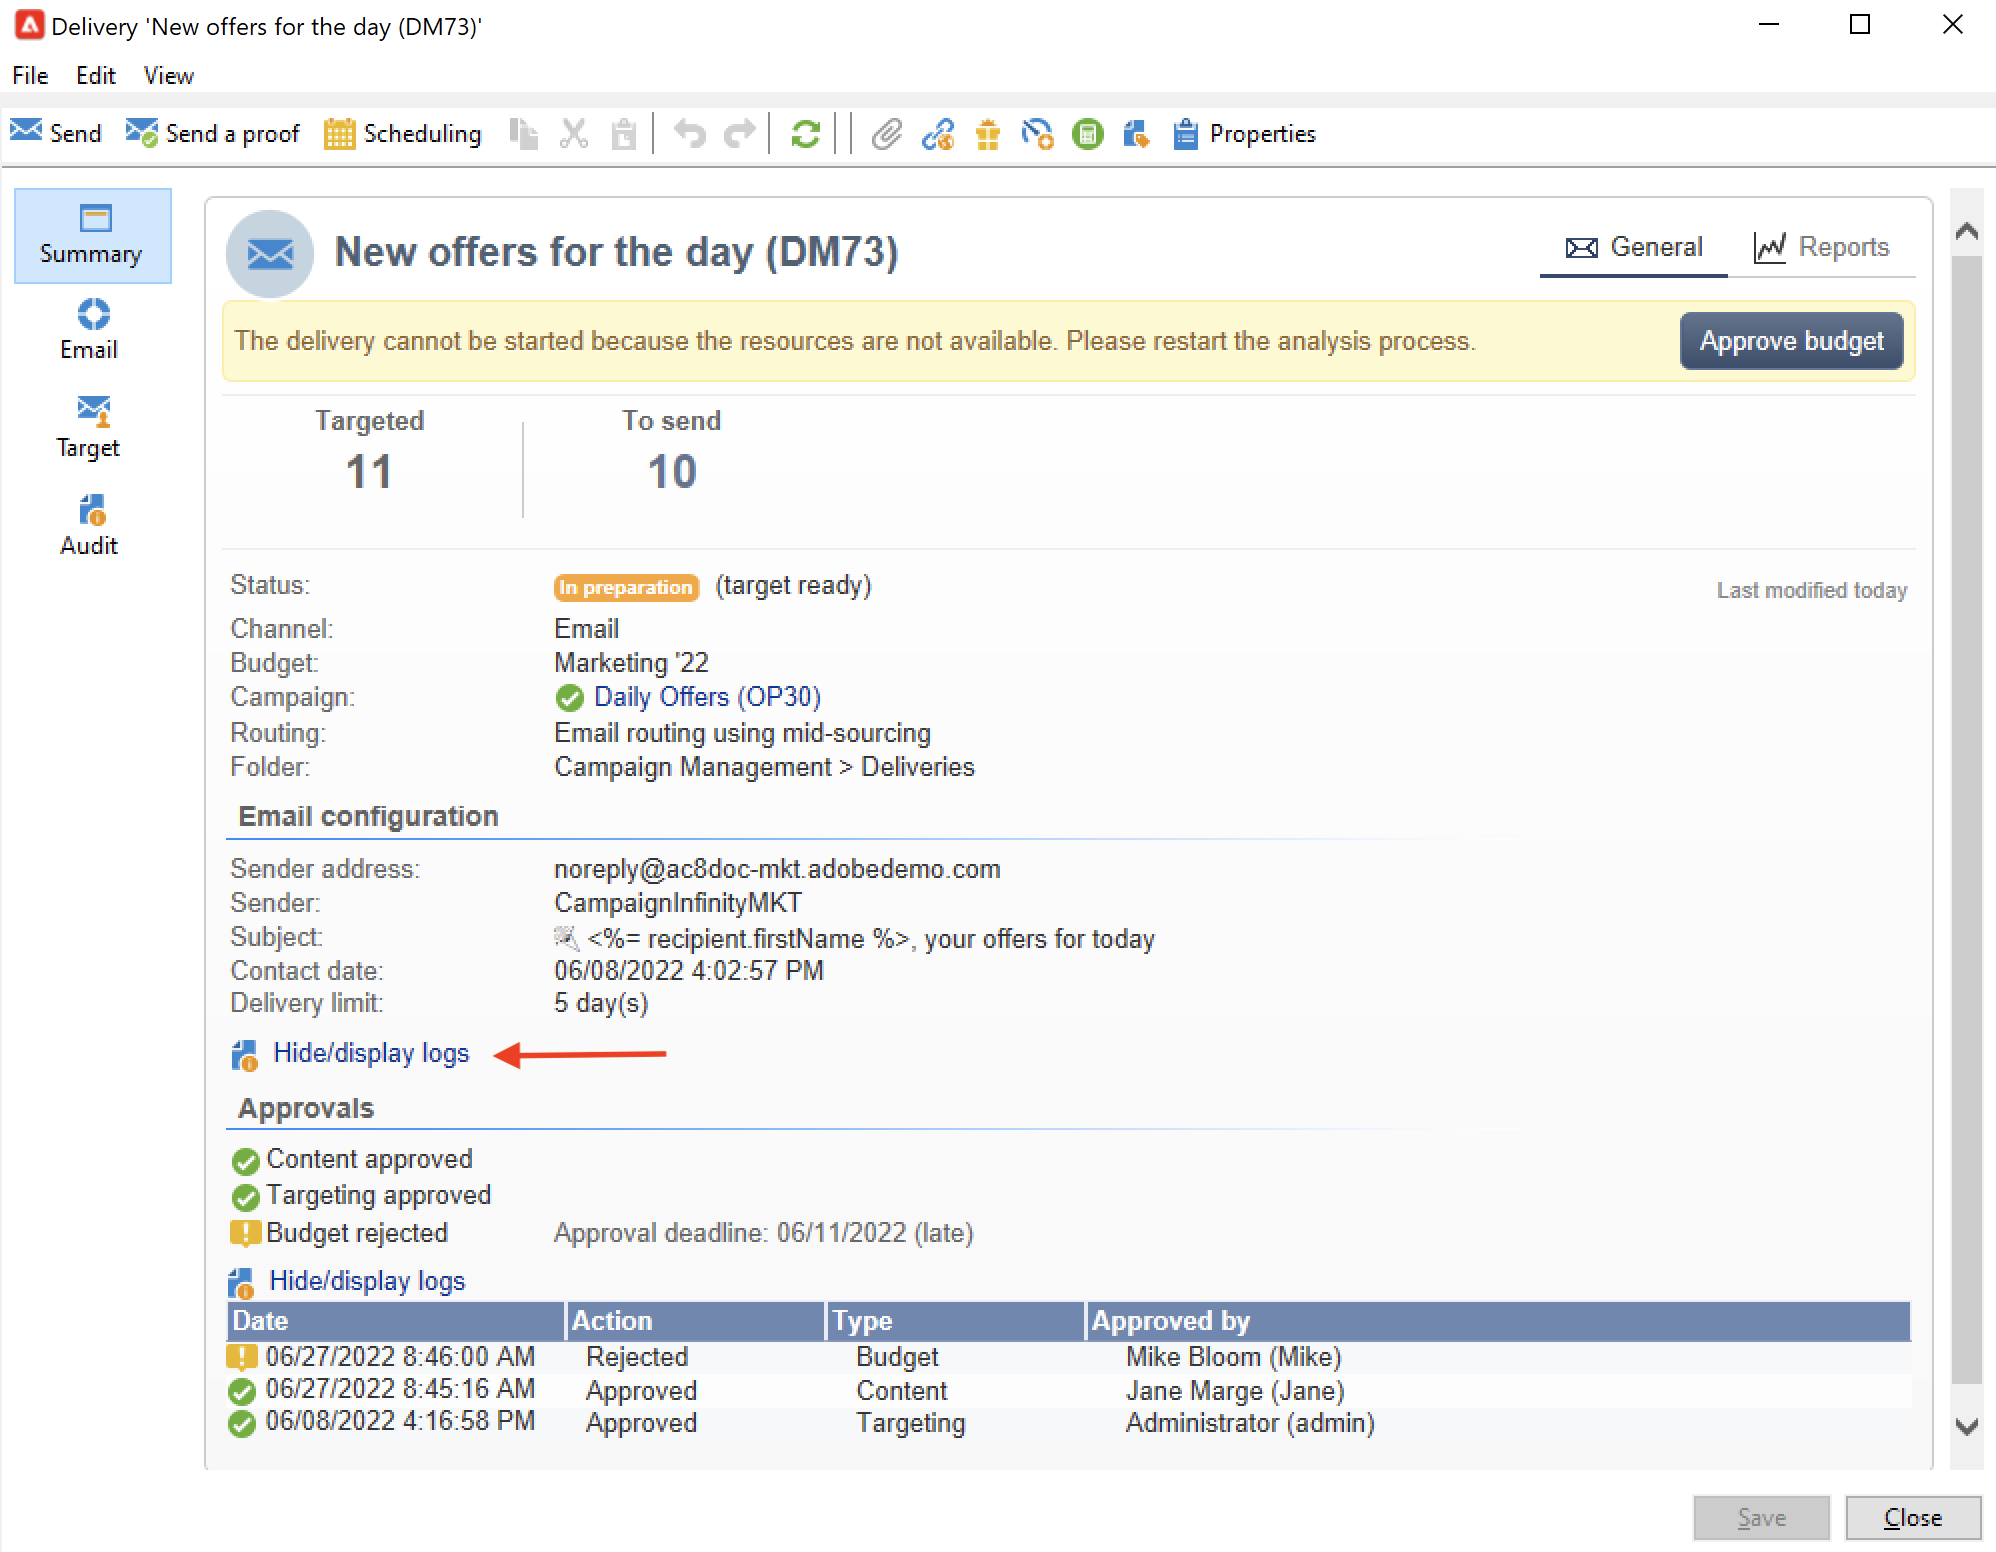 Delivery 'New offers for the day (DM73)'
File Edit View
Send Send a proof Scheduling Properties
Summary
Email
Target
Audit
New offers for the day (DM73)
General Reports
The delivery cannot be started because the resources are not available. Please restart the analysis process. Approve budget
Targeted To send
11 10
Status: In preparation (target ready) Last modified today
Channel: Email
Budget: Marketing '22
Campaign: Daily Offers (OP30)
Routing: Email routing using mid-sourcing
Folder: Campaign Management > Deliveries
Email configuration
Sender address: noreply@ac8doc-mkt.adobedemo.com
Sender: CampaignInfinityMKT
Subject: <%= recipient.firstName %>, your offers for today
Contact date: 06/08/2022 4:02:57 PM
Delivery limit: 5 day(s)
Hide/display logs
Approvals
Content approved
Targeting approved
Budget rejected Approval deadline: 06/11/2022 (late)
Hide/display logs
Date Action Type Approved by
06/27/2022 8:46:00 AM Rejected Budget Mike Bloom (Mike)
06/27/2022 8:45:16 AM Approved Content Jane Marge (Jane)
06/08/2022 4:16:58 PM Approved Targeting Administrator (admin)
Save Close